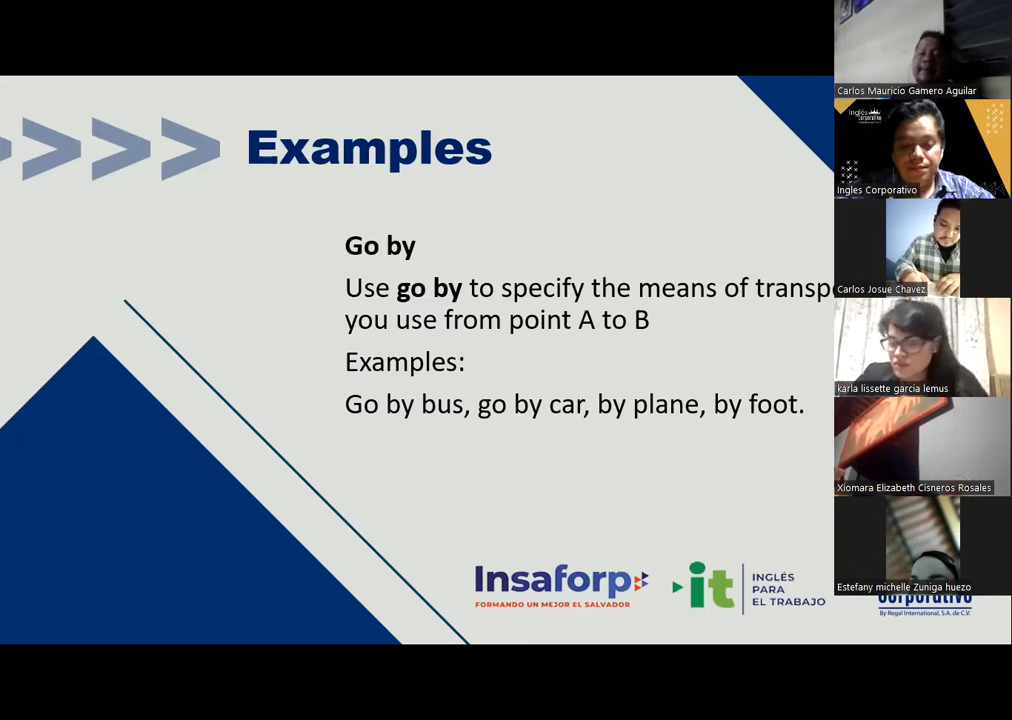 Examples
Go by
Use go by to specify the means of transp
you use from point A to B
Examples:
Go by bus, go by car, by plane, by foot.
Insaforp
FORMANDO UN MEJOR EL SALVADOR
it
INGLÉS
PARA
EL TRABAJO
Corporativo
By Regal International, S.A. de C.V.
Carlos Mauricio Gamero Aguilar
Inglés
Corporativo
Ingles Corporativo
Carlos Josue Chavez
karla lissette garcia lemus
Xiomara Elizabeth Cisneros Rosales
Estefany michelle Zuniga huezo